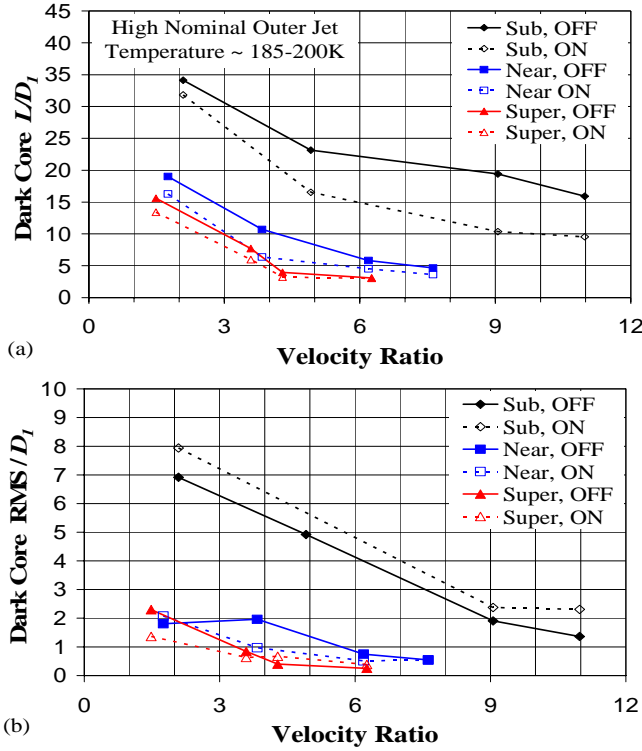 High Nominal Outer Jet
Temperature ~ 185-200K
Sub, OFF
Sub, ON
Near, OFF
Near ON
Super, OFF
Super, ON
Dark Core L/D1
45
40
35
30
25
20
15
10
5
0
0
3
6
9
12
(a)
Velocity Ratio
Sub, OFF
Sub, ON
Near, OFF
Near, ON
Super, OFF
Super, ON
Dark Core RMS/D1
10
9
8
7
6
5
4
3
2
1
0
0
3
6
9
12
(b)
Velocity Ratio